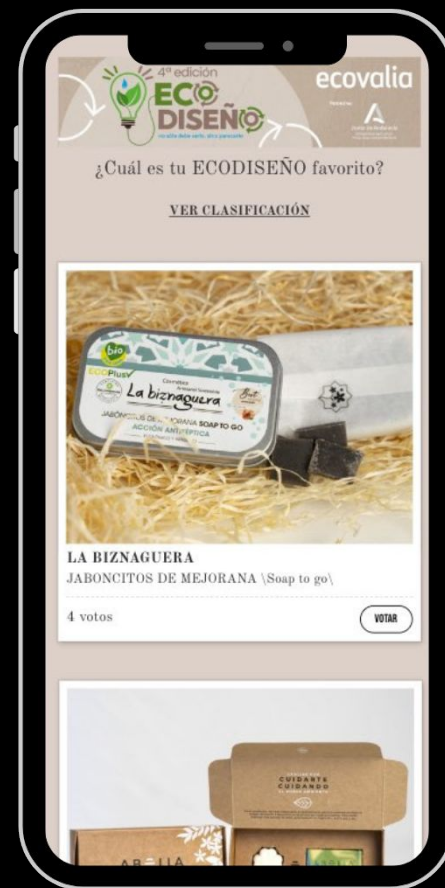 4ª edición
ECO
DISEÑO
ecovalia
¿Cuál es tu ECODISEÑO favorito?
VER CLASIFICACIÓN
bio
ECOPlus
La biznaguera
JABONCITOS DE MEJORANA SOAP TO GO
ACCIÓN ANTISÉPTICA
LA BIZNAGUERA
JABONCITOS DE MEJORANA \Soap to go\
4 votos
VOTAR
CUIDARTE
CUIDANDO